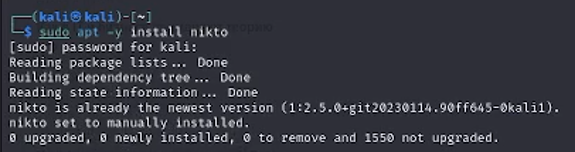 ┌──(kali㉿kali)-[~]
└─$ sudo apt -y install nikto
[sudo] password for kali:
Reading package lists... Done
Building dependency tree... Done
Reading state information... Done
nikto is already the newest version (1:2.5.0+git20230114.90ff645-0kali1).
nikto set to manually installed.
0 upgraded, 0 newly installed, 0 to remove and 1550 not upgraded.